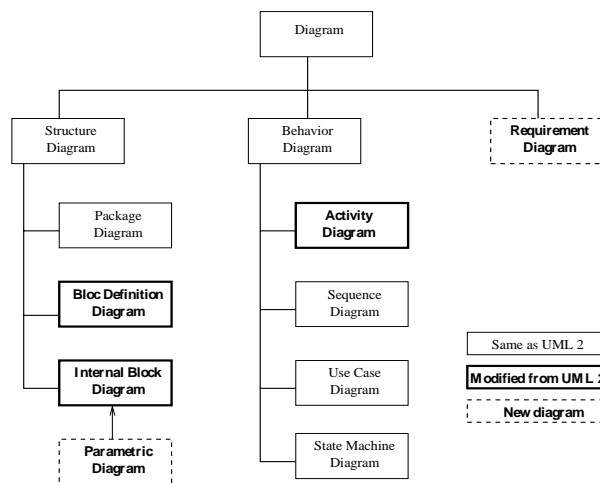 Diagram
Structure
Diagram
Behavior
Diagram
Requirement
Diagram
Package
Diagram
Activity
Diagram
Bloc Definition
Diagram
Sequence
Diagram
Internal Block
Diagram
Use Case
Diagram
Parametric
Diagram
State Machine
Diagram
Same as UML 2
Modified from UML 2
New diagram